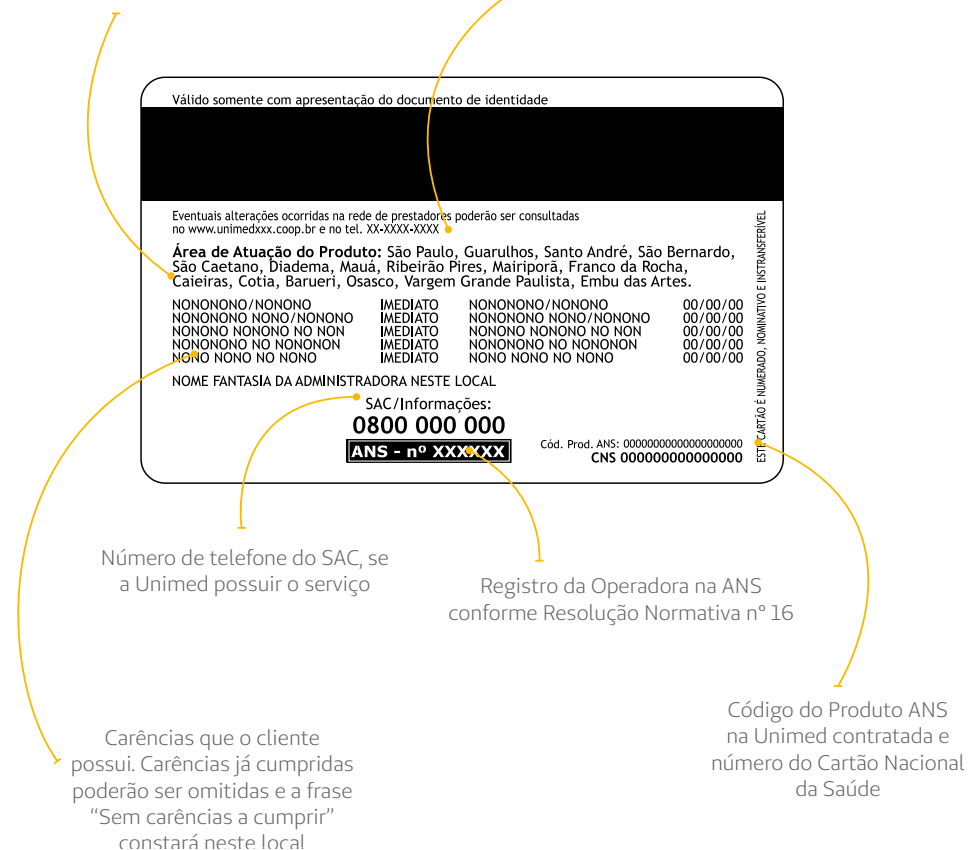 Válido somente com apresentação do documento de identidade
Eventuais alterações ocorridas na rede de prestadores poderão ser consultadas
no www.unimedxxx.coop.br e no tel. XX-XXXX-XXXX
Área de Atuação do Produto: São Paulo, Guarulhos, Santo André, São Bernardo,
São Caetano, Diadema, Mauá, Ribeirão Pires, Mairiporã, Franco da Rocha,
Caieiras, Cotia, Barueri, Osasco, Vargem Grande Paulista, Embu das Artes.
NONONONO/NONONO IMEDIATO NONONONO/NONONO 00/00/00
NONONONO NONO/NONONO IMEDIATO NONONONO NONO/NONONO 00/00/00
NONONO NONONO NO NON IMEDIATO NONONO NONONO NO NON 00/00/00
NONONONO NO NONONON IMEDIATO NONONONO NO NONONON 00/00/00
NONO NONO NO NONO IMEDIATO NONO NONO NO NONO 00/00/00
NOME FANTASIA DA ADMINISTRADORA NESTE LOCAL
SAC/Informações:
0800 000 000
ANS - nº XXXXXX
Cód. Prod. ANS: 00000000000000000000
CNS 000000000000000
ESTE CARTÃO É NUMERADO, NOMINATIVO E INSTRANSFERÍVEL
Número de telefone do SAC, se
a Unimed possuir o serviço
Registro da Operadora na ANS
conforme Resolução Normativa n° 16
Código do Produto ANS
na Unimed contratada e
número do Cartão Nacional
da Saúde
Carências que o cliente
possui. Carências já cumpridas
poderão ser omitidas e a frase
“Sem carências a cumprir”
constará neste local